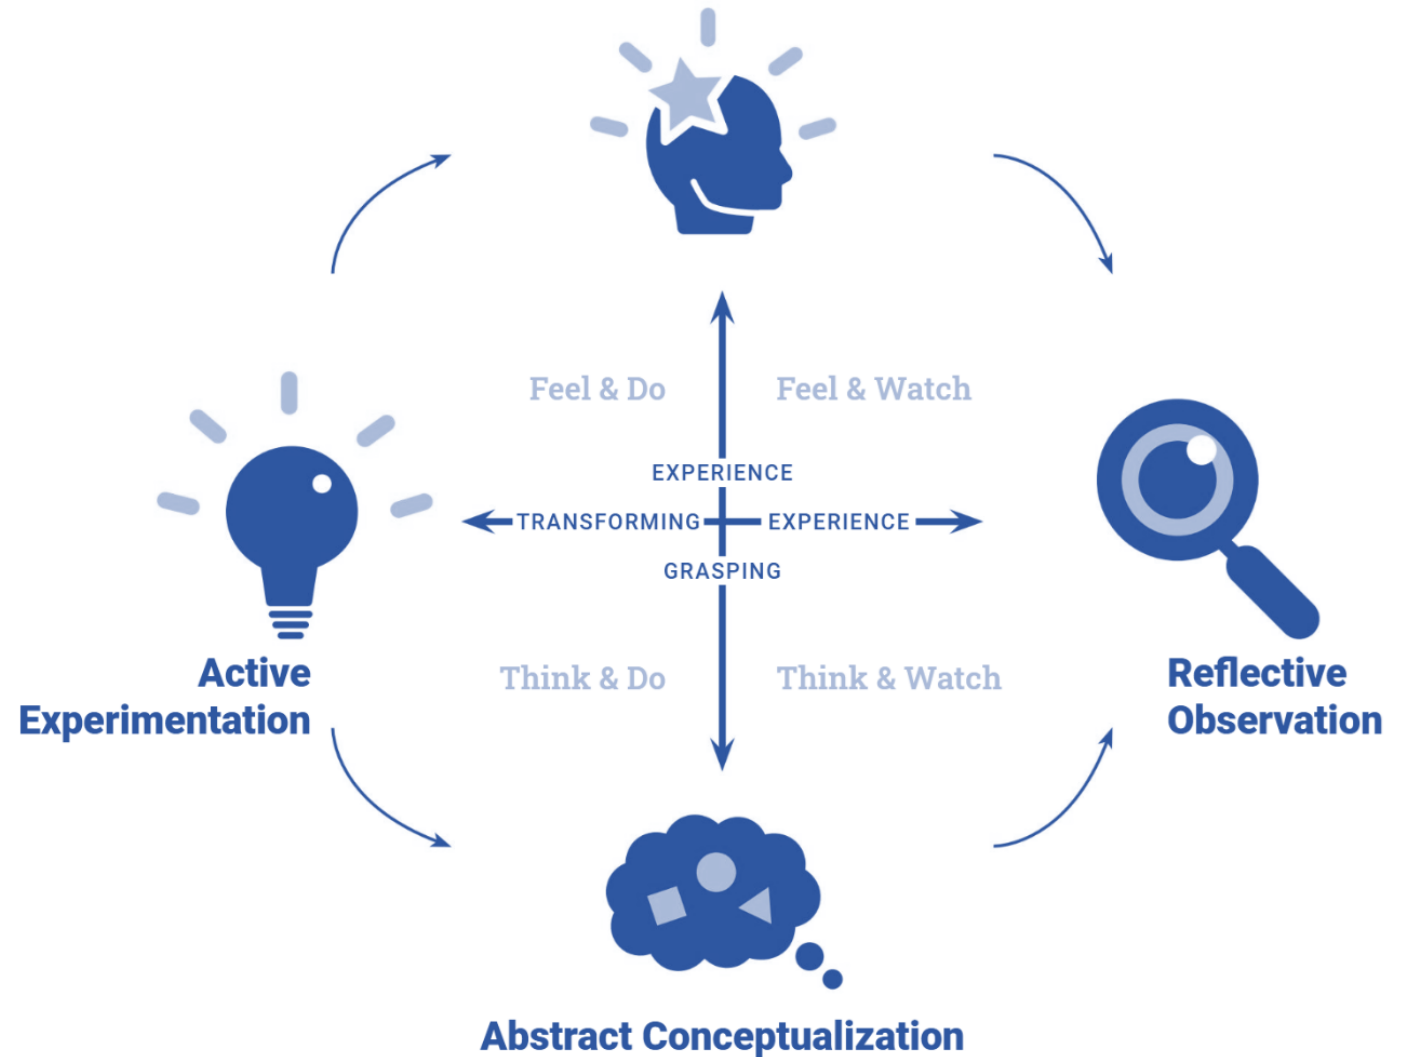 Feel & Do
Feel & Watch
EXPERIENCE
TRANSFORMING
EXPERIENCE
GRASPING
Think & Do
Think & Watch
Active
Experimentation
Reflective
Observation
Abstract Conceptualization